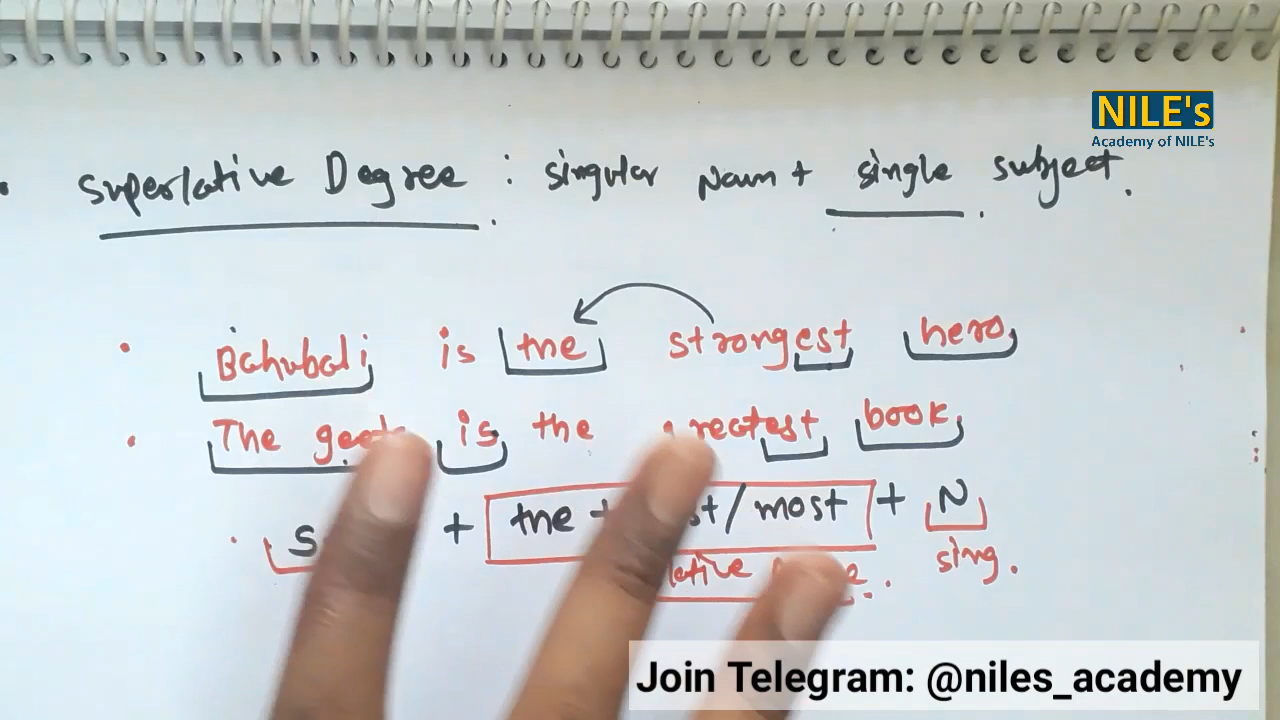 NILE's
Academy of NILE's
Superlative Degree : singular Noun + single subject.
Bahubali is the strongest hero
The is the book
+ the + /most + N
sing.
Join Telegram: @niles_academy